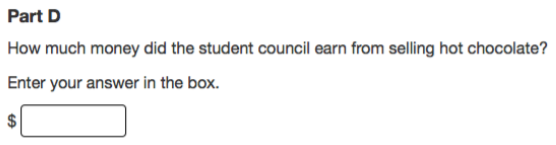 Part D
How much money did the student council earn from selling hot chocolate?
Enter your answer in the box.
$